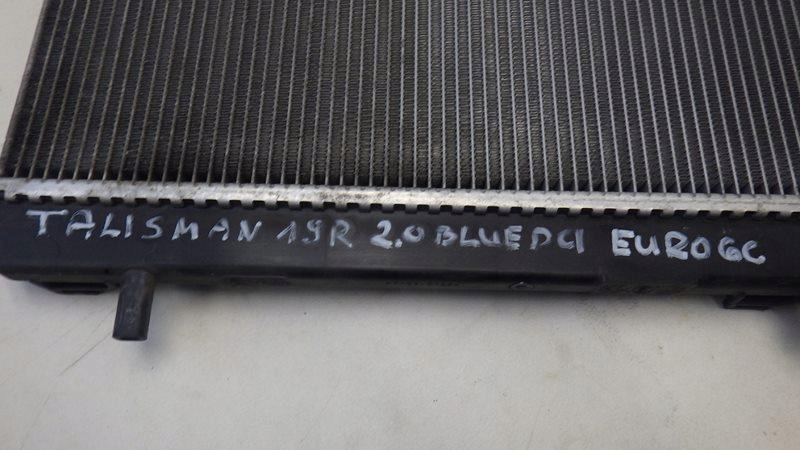 TALISMAN 19R 2.0 BLUEDCI EURO6C